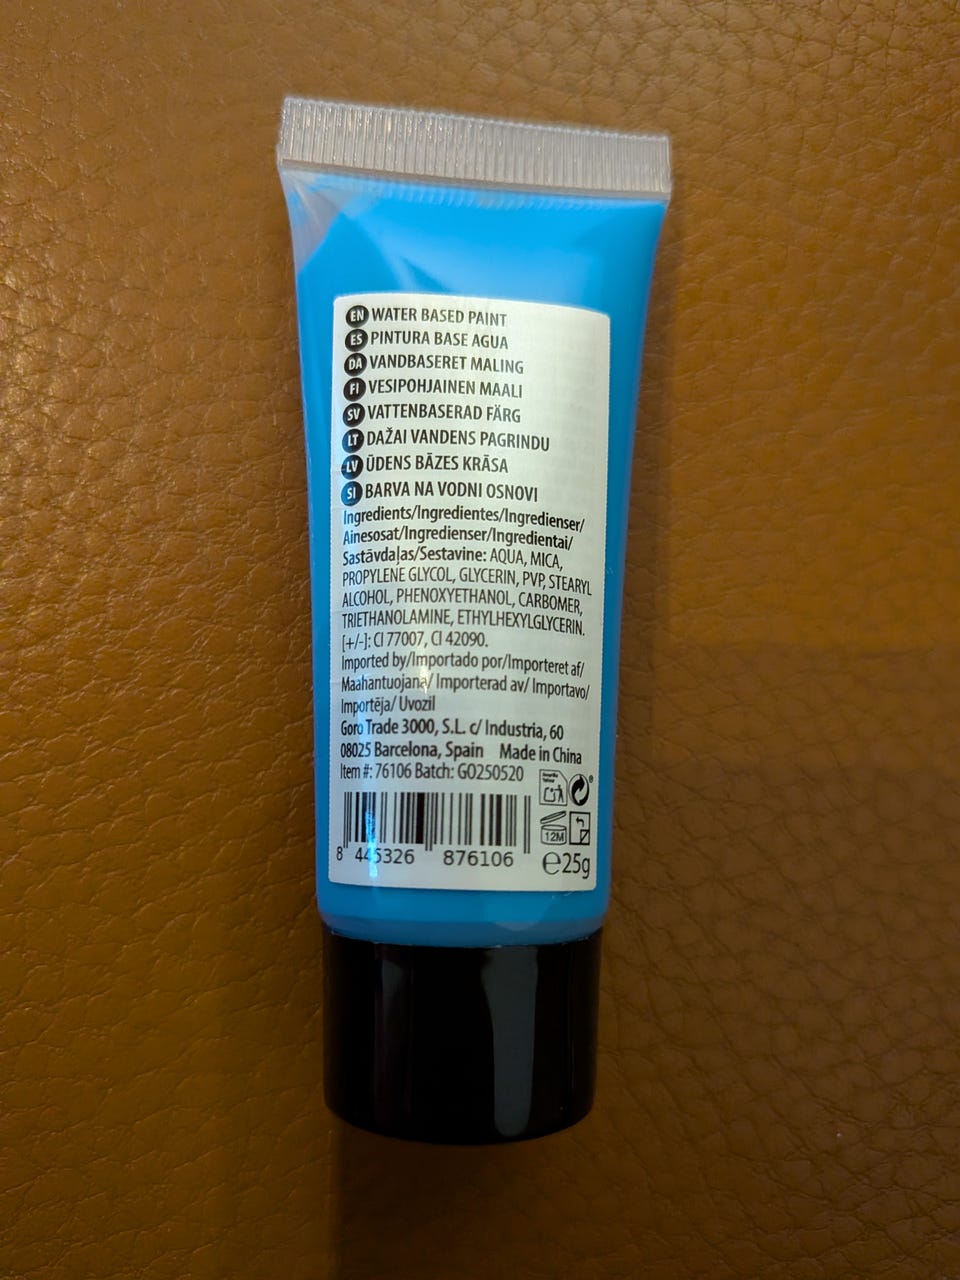 EN WATER BASED PAINT
ES PINTURA BASE AGUA
DA VANDBASERET MALING
FI VESIPOHJAINEN MAALI
SV VATTENBASERAD FÄRG
LT DAŽAI VANDENS PAGRINDU
LV ŪDENS BĀZES KRĀSA
SI BARVA NA VODNI OSNOVI
Ingredients/Ingredientes/Ingredienser/
Ainesosat/Ingredienser/Ingredientai/
Sastāvdaļas/Sestavine: AQUA, MICA,
PROPYLENE GLYCOL, GLYCERIN, PVP, STEARYL
ALCOHOL, PHENOXYETHANOL, CARBOMER,
TRIETHANOLAMINE, ETHYLHEXYLGLYCERIN.
[+/-]: CI 77007, CI 42090.
Imported by/Importado por/Importeret af/
Maahantuojana/ Importerad av/ Importavo/
Importēja/ Uvozil
Goro Trade 3000, S.L. c/ Industria, 60
08025 Barcelona, Spain Made in China
Item #: 76106 Batch: GO250520
12M
8 445326 876106
℮25g